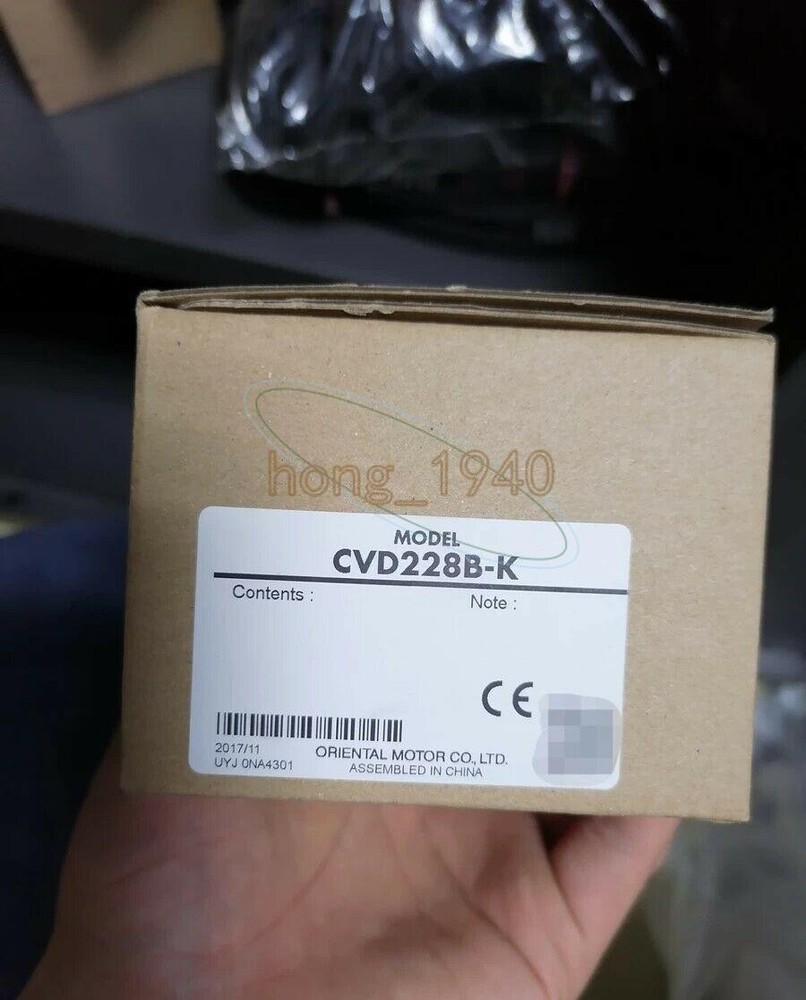 hong_1940
MODEL
CVD228B-K
Contents :
Note :
CE
2017/11
UYJ 0NA4301
ORIENTAL MOTOR CO., LTD.
ASSEMBLED IN CHINA